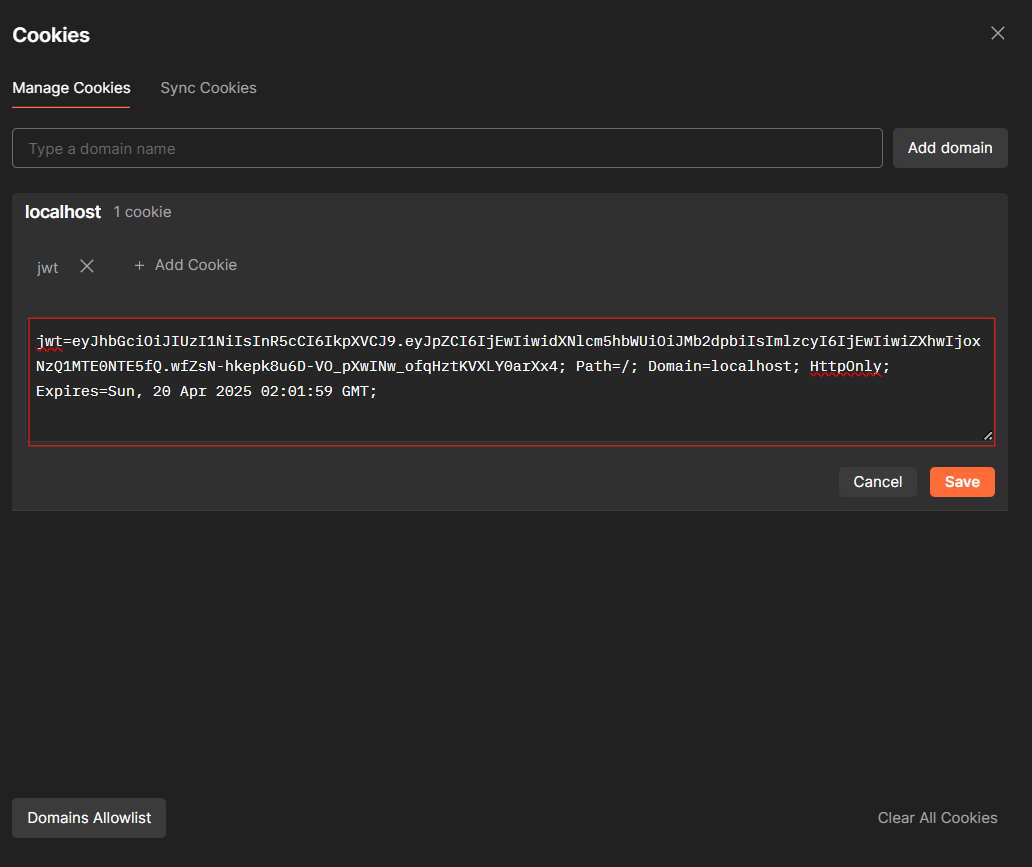 Cookies
Manage Cookies
Sync Cookies
Type a domain name
Add domain
localhost 1 cookie
jwt
+ Add Cookie
jwt=eyJhbGciOiJIUzI1NiIsInR5cCI6IkpXVCJ9.eyJpZCI6IjEwIiwidXNlcm5hbWUiOiJMb2dpbiIsImlzcyI6IjEwIiwiZXhwIjox
NzQ1MTE0NTE5fQ.wfZsN-hkepk8u6D-VO_pXwINw_ofqHztKVXLY0arXx4; Path=/; Domain=localhost; HttpOnly;
Expires=Sun, 20 Apr 2025 02:01:59 GMT;
Cancel
Save
Domains Allowlist
Clear All Cookies